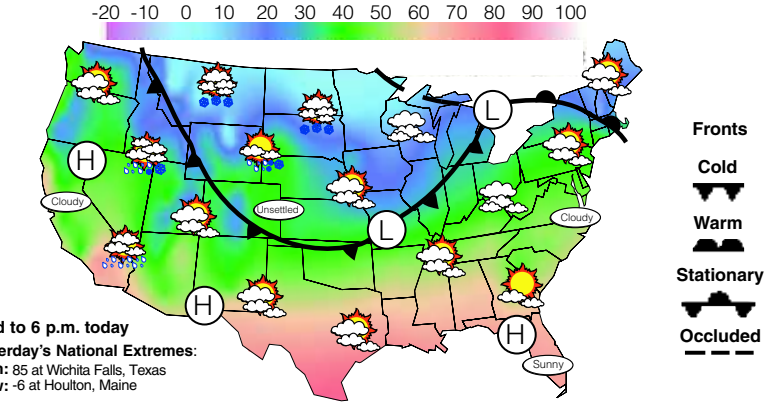 -20 -10 0 10 20 30 40 50 60 70 80 90 100
L
H
Cloudy
Unsettled
Cloudy
L
H
H
Sunny
Fronts
Cold
Warm
Stationary
Occluded
to 6 p.m. today
National Extremes:
85 at Wichita Falls, Texas
-6 at Houlton, Maine